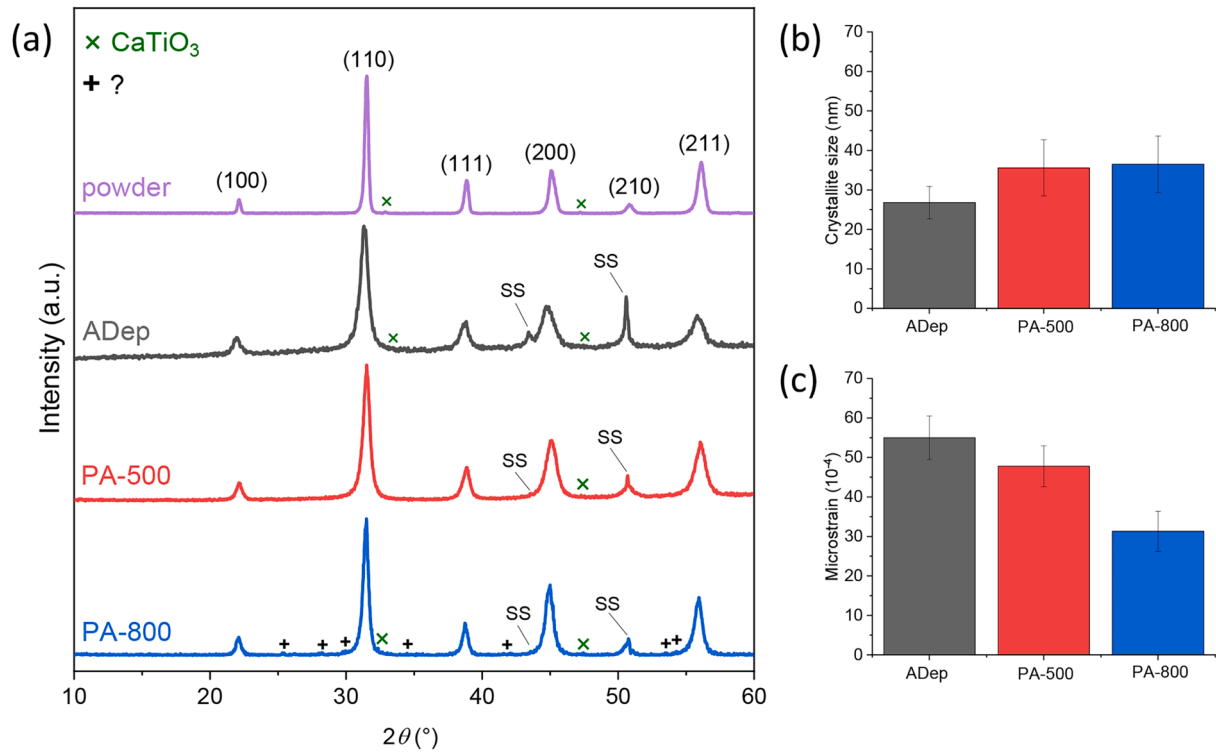 (a)
× CaTiO₃
+ ?
(100)
(110)
(111)
(200)
(210)
(211)
powder
×
×
ADep
SS
SS
×
×
PA-500
SS
SS
×
PA-800
SS
SS
+
+
+
×
+
+
×
+
+
Intensity (a.u.)
10
20
30
40
50
60
2θ (°)
(b)
Crystallite size (nm)
70
60
50
40
30
20
10
0
ADep
PA-500
PA-800
(c)
Microstrain (10⁻⁴)
70
60
50
40
30
20
10
0
ADep
PA-500
PA-800